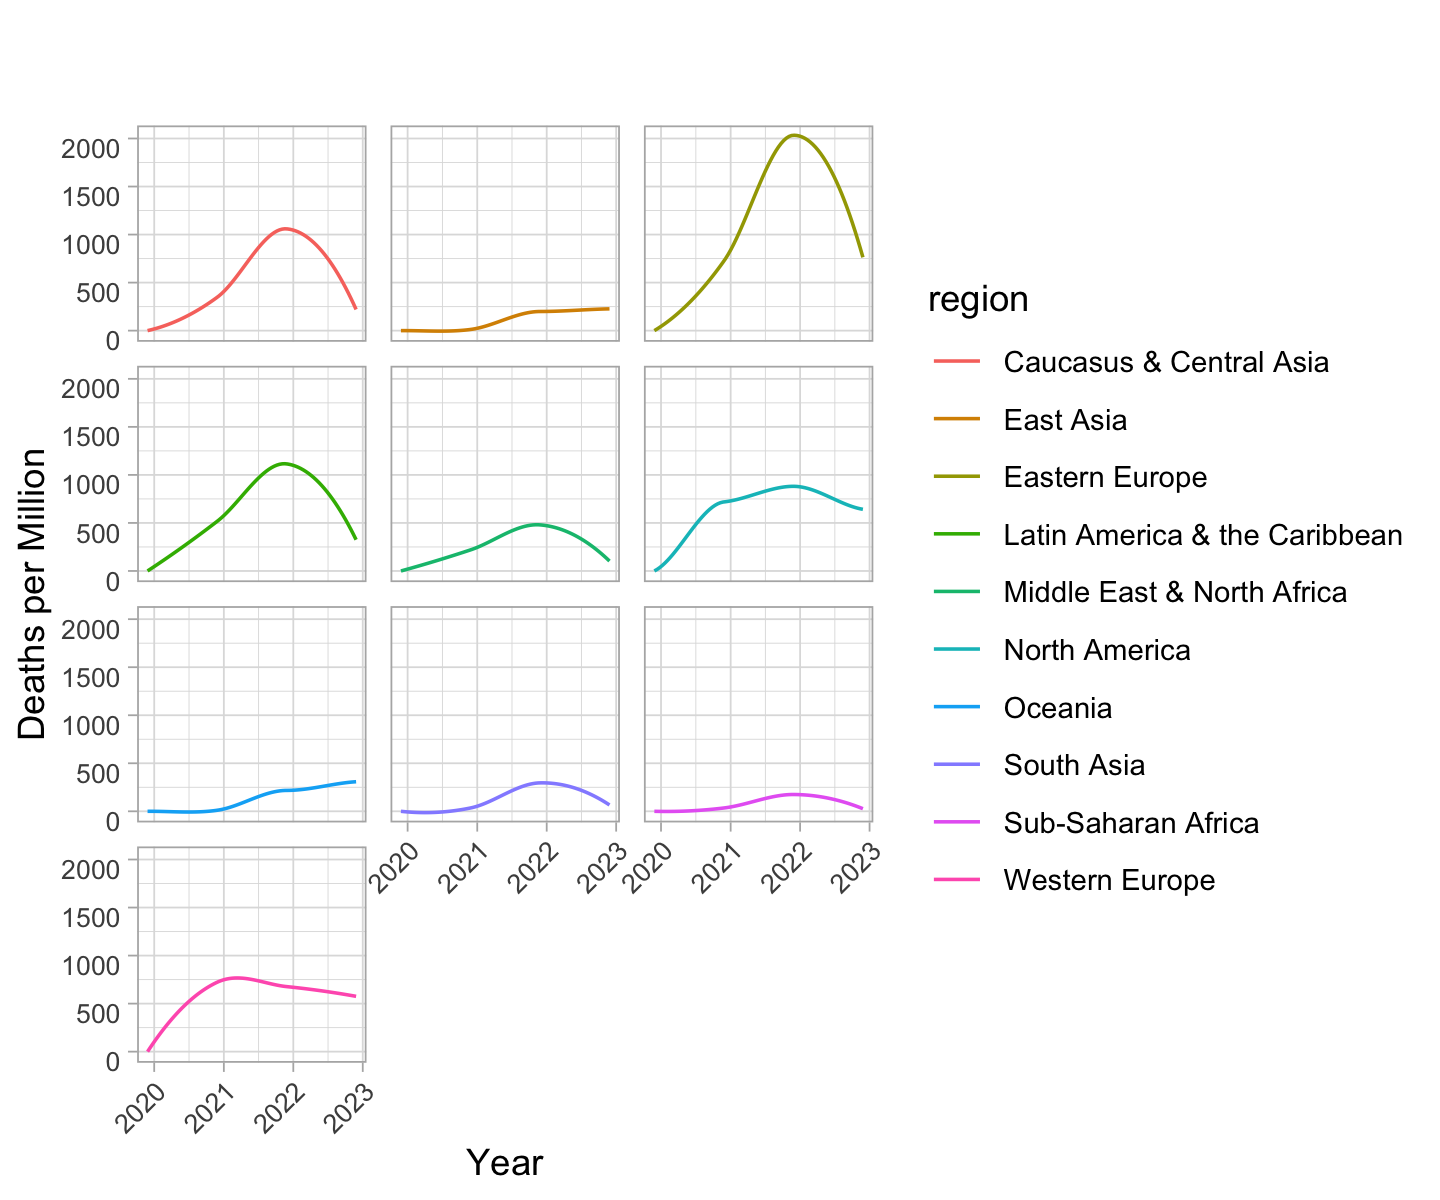 2000
1500
1000
500
0
2000
1500
1000
500
0
2000
1500
1000
500
0
2020 2021 2022 2023
2020 2021 2022 2023
2000
1500
1000
500
0
2020 2021 2022 2023
Deaths per Million
Year
region
Caucasus & Central Asia
East Asia
Eastern Europe
Latin America & the Caribbean
Middle East & North Africa
North America
Oceania
South Asia
Sub-Saharan Africa
Western Europe